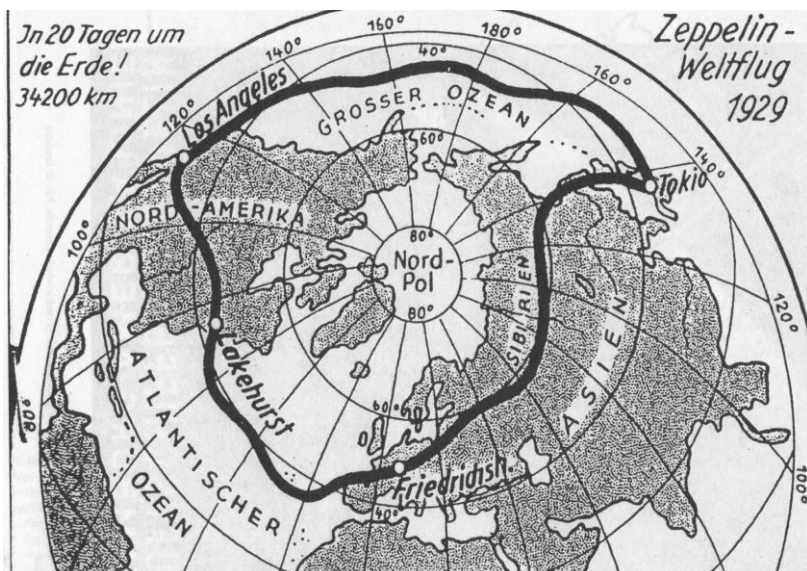 Jn 20 Tagen um
die Erde!
34200 km
Zeppelin-
Weltflug
1929
160°
180°
140°
40°
160°
120°
Los Angeles
GROSSER OZEAN
60°
140°
Tokio
NORD-AMERIKA
100°
80°
Nord-
Pol
80°
SIBIRIEN
ASIEN
120°
Lakehurst
ATLANTISCHER
OZEAN
60°
Friedrichsh.
40°
100°